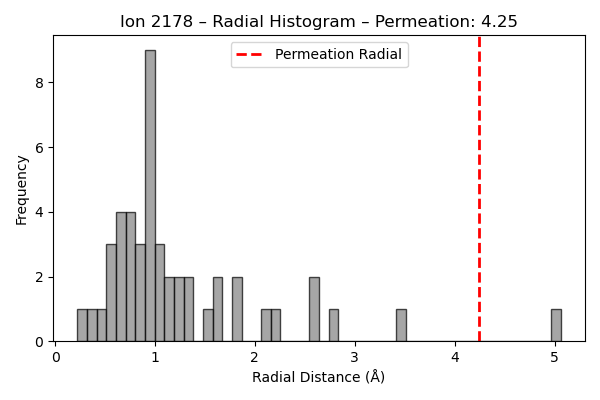 Ion 2178 – Radial Histogram – Permeation: 4.25
Permeation Radial
Frequency
8
6
4
2
0
0 1 2 3 4 5
Radial Distance (Å)